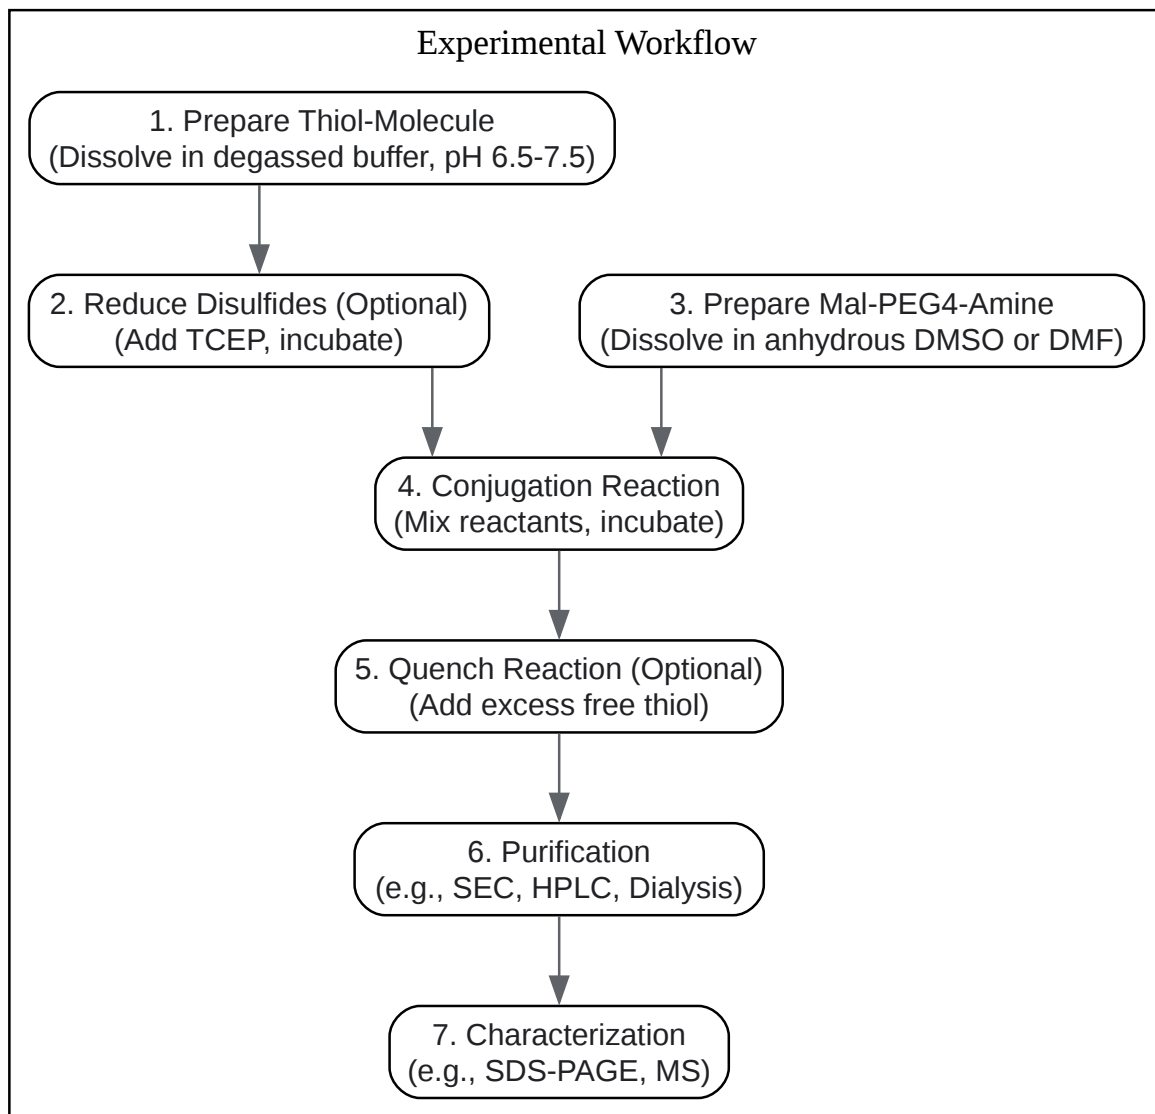 Experimental Workflow
1. Prepare Thiol-Molecule
(Dissolve in degassed buffer, pH 6.5-7.5)
2. Reduce Disulfides (Optional)
(Add TCEP, incubate)
3. Prepare Mal-PEG4-Amine
(Dissolve in anhydrous DMSO or DMF)
4. Conjugation Reaction
(Mix reactants, incubate)
5. Quench Reaction (Optional)
(Add excess free thiol)
6. Purification
(e.g., SEC, HPLC, Dialysis)
7. Characterization
(e.g., SDS-PAGE, MS)